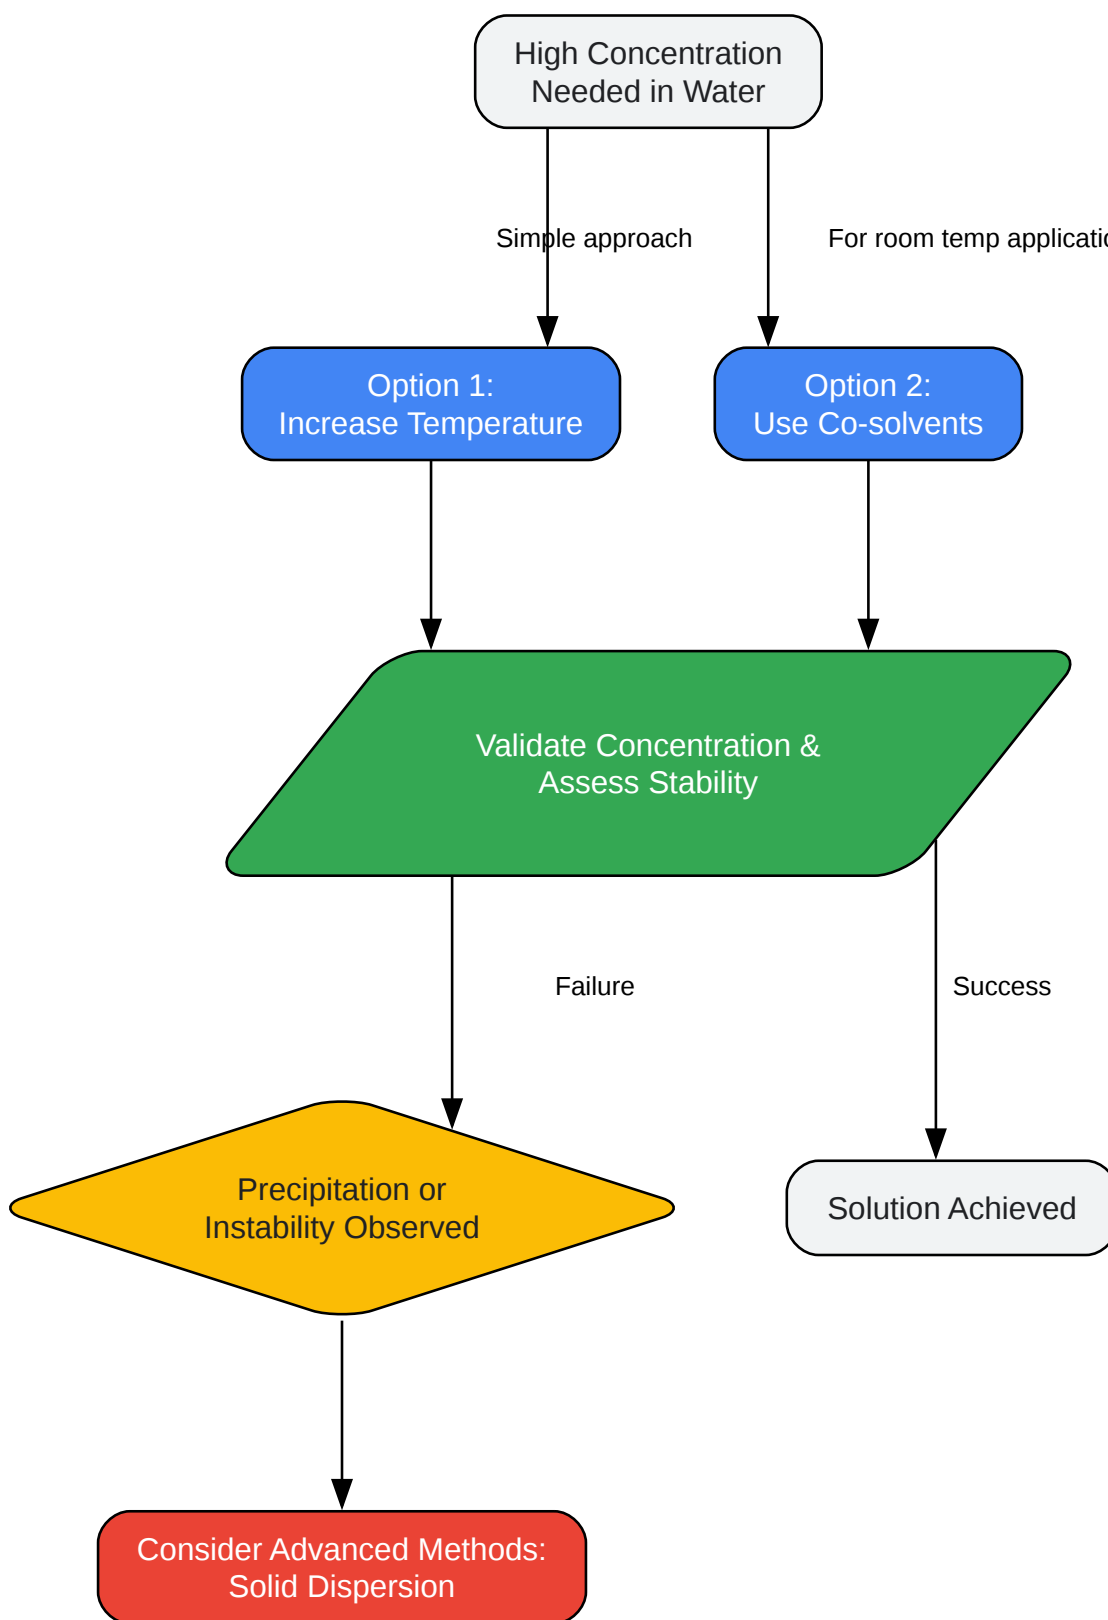 High Concentration
Needed in Water
Simple approach
For room temp applicatio
Option 1:
Increase Temperature
Option 2:
Use Co-solvents
Validate Concentration &
Assess Stability
Failure
Success
Precipitation or
Instability Observed
Solution Achieved
Consider Advanced Methods:
Solid Dispersion